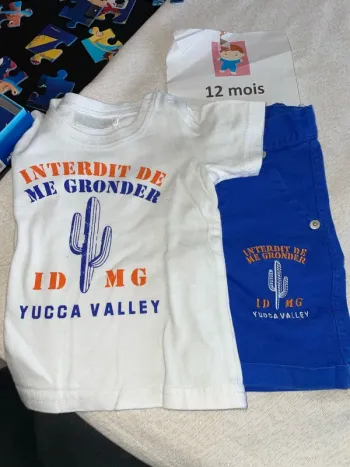 12 mois
INTERDIT DE
ME GRONDER
ID MG
YUCCA VALLEY
INTERDIT DE
ME GRONDER
ID MG
YUCCA VALLEY